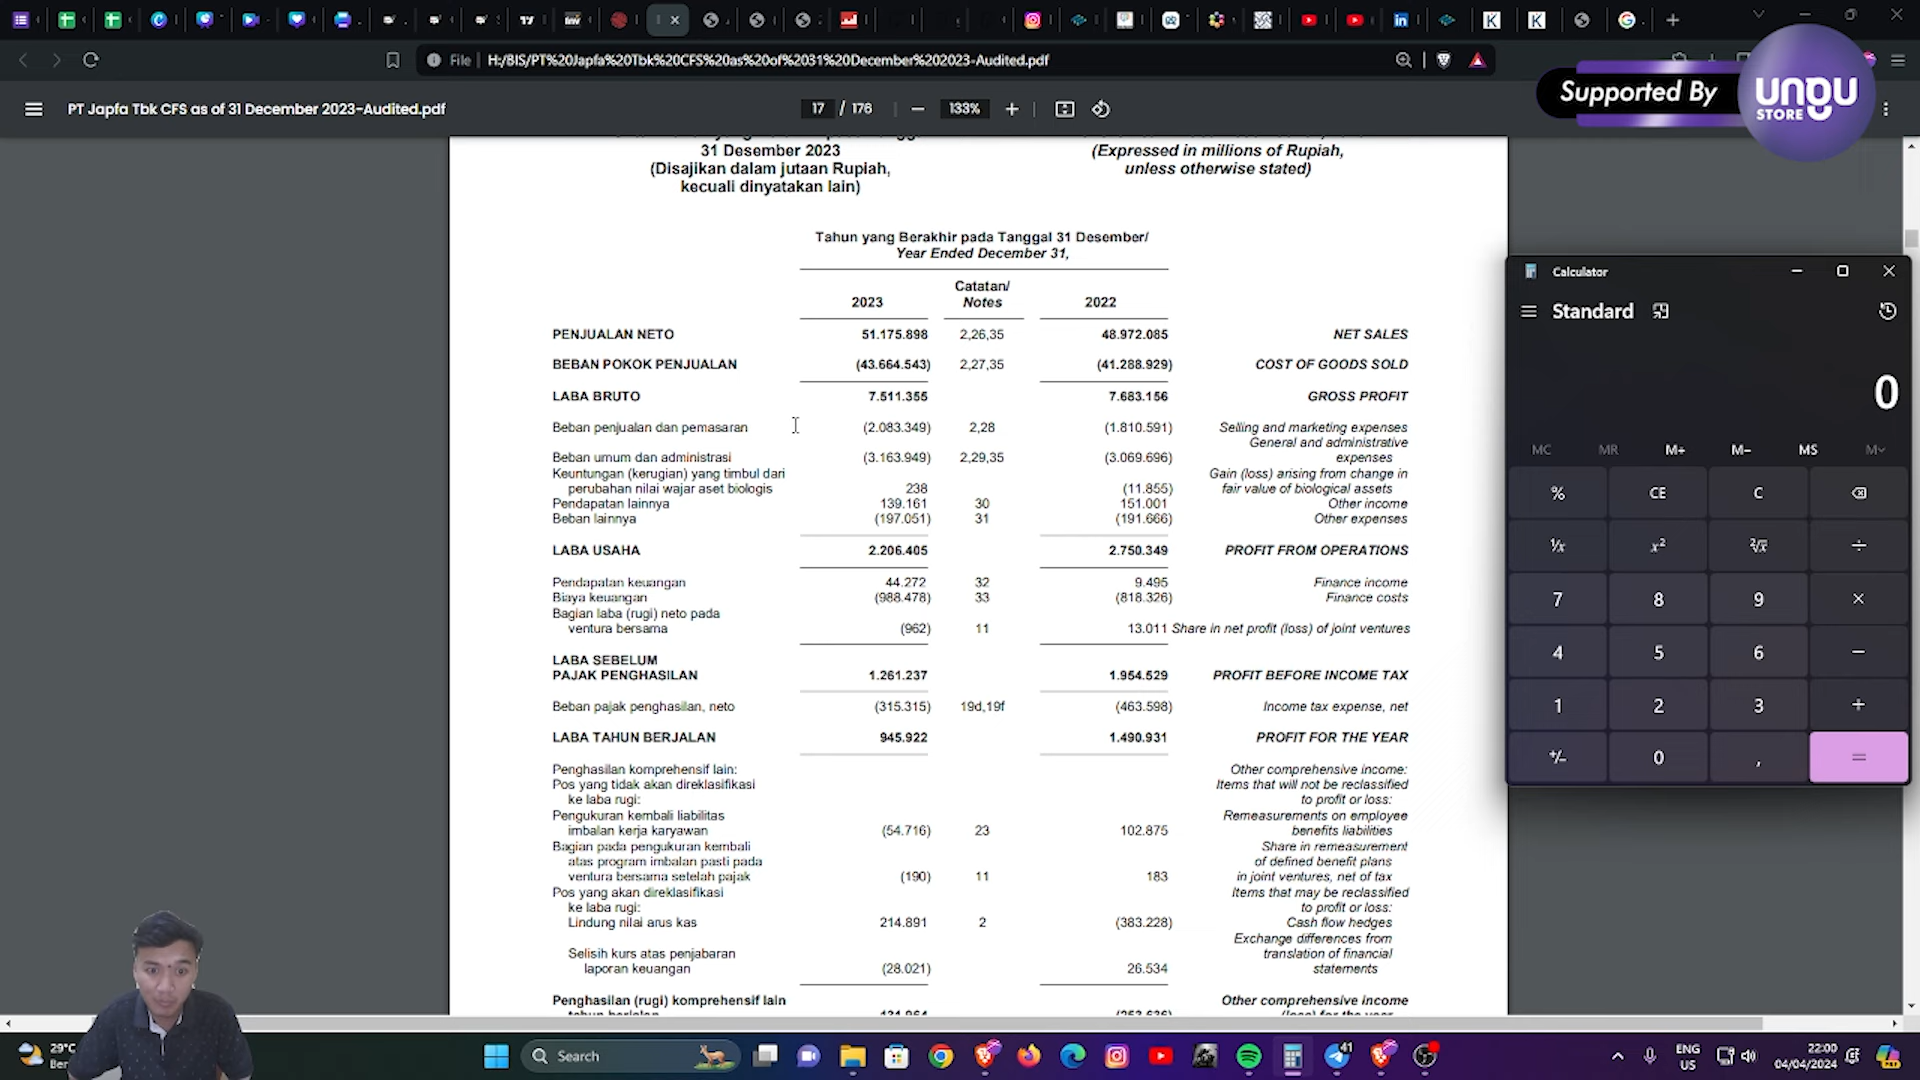 File
H:/BIS/PT%20Japfa%20Tbk%20CFS%20as%20of%2031%20December%202023-Audited.pdf
Supported By
ungu
STORE
PT Japfa Tbk CFS as of 31 December 2023-Audited.pdf
17 / 176
133%
31 Desember 2023
(Disajikan dalam jutaan Rupiah,
kecuali dinyatakan lain)
(Expressed in millions of Rupiah,
unless otherwise stated)
Tahun yang Berakhir pada Tanggal 31 Desember/
Year Ended December 31,
2023 Catatan/ Notes 2022
PENJUALAN NETO 51.175.898 2,26,35 48.972.085 NET SALES
BEBAN POKOK PENJUALAN (43.664.543) 2,27,35 (41.288.929) COST OF GOODS SOLD
LABA BRUTO 7.511.355 7.683.156 GROSS PROFIT
Beban penjualan dan pemasaran (2.083.349) 2,28 (1.810.591) Selling and marketing expenses
General and administrative
Beban umum dan administrasi (3.163.949) 2,29,35 (3.069.696) expenses
Keuntungan (kerugian) yang timbul dari Gain (loss) arising from change in
perubahan nilai wajar aset biologis 238 (11.855) fair value of biological assets
Pendapatan lainnya 139.161 30 151.001 Other income
Beban lainnya (197.051) 31 (191.666) Other expenses
LABA USAHA 2.206.405 2.750.349 PROFIT FROM OPERATIONS
Pendapatan keuangan 44.272 32 9.495 Finance income
Biaya keuangan (988.478) 33 (818.326) Finance costs
Bagian laba (rugi) neto pada
ventura bersama (962) 11 13.011 Share in net profit (loss) of joint ventures
LABA SEBELUM
PAJAK PENGHASILAN 1.261.237 1.954.529 PROFIT BEFORE INCOME TAX
Beban pajak penghasilan, neto (315.315) 19d,19f (463.598) Income tax expense, net
LABA TAHUN BERJALAN 945.922 1.490.931 PROFIT FOR THE YEAR
Penghasilan komprehensif lain: Other comprehensive income:
Pos yang tidak akan direklasifikasi Items that will not be reclassified
ke laba rugi: to profit or loss:
Pengukuran kembali liabilitas Remeasurements on employee
imbalan kerja karyawan (54.716) 23 102.875 benefits liabilities
Bagian pada pengukuran kembali Share in remeasurement
atas program imbalan pasti pada of defined benefit plans
ventura bersama setelah pajak (190) 11 183 in joint ventures, net of tax
Pos yang akan direklasifikasi Items that may be reclassified
ke laba rugi: to profit or loss:
Lindung nilai arus kas 214.891 2 (383.228) Cash flow hedges
Exchange differences from
Selisih kurs atas penjabaran translation of financial
laporan keuangan (28.021) 26.534 statements
Penghasilan (rugi) komprehensif lain Other comprehensive income
Calculator
Standard
0
MC MR M+ M− MS M
% CE C
¹/x x² ²√x ÷
7 8 9 ×
4 5 6 −
1 2 3 +
+/− 0 , =
29°C
Search
41
ENG
US
22:00
04/04/2024